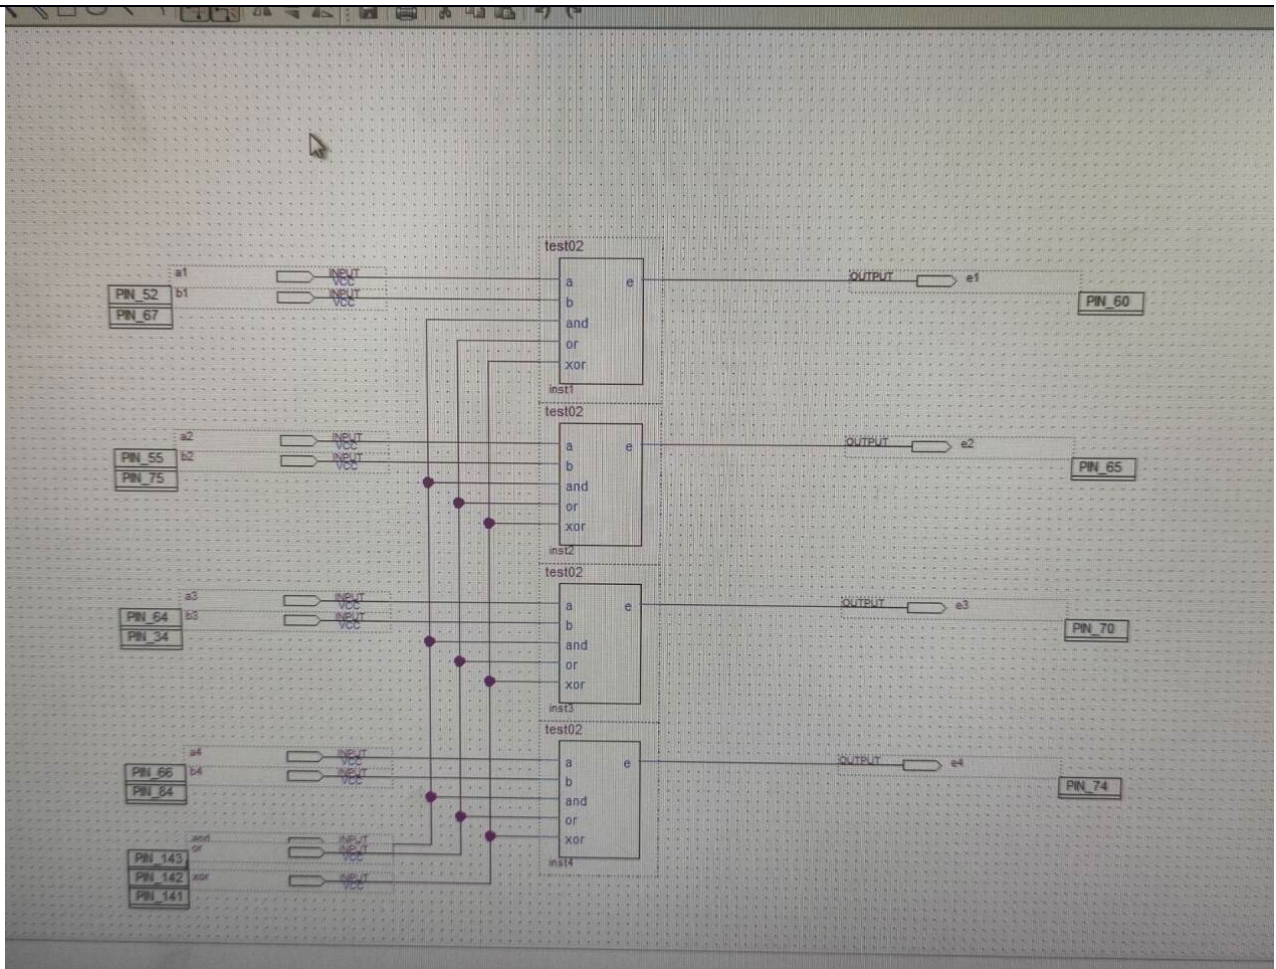 test02
a1 INPUT VCC a e OUTPUT e1
PIN_52 b1 INPUT VCC b PIN_60
PIN_67 and
or
xor
inst1
test02
a2 INPUT VCC a e OUTPUT e2
PIN_55 b2 INPUT VCC b PIN_65
PIN_75 and
or
xor
inst2
test02
a3 INPUT VCC a e OUTPUT e3
PIN_64 b3 INPUT VCC b PIN_70
PIN_34 and
or
xor
inst3
test02
a4 INPUT VCC a e OUTPUT e4
PIN_66 b4 INPUT VCC b PIN_74
PIN_84 and
or
xor
inst4
and INPUT
PIN_143 or INPUT VCC
PIN_142 xor INPUT VCC
PIN_141